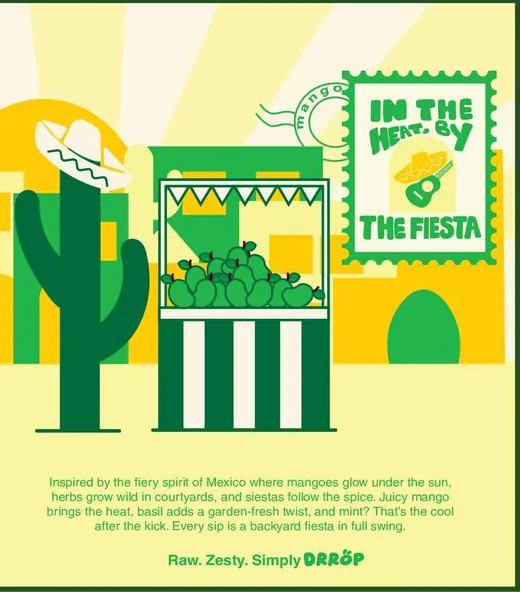 mango
IN THE
HEAT, BY
THE FIESTA
Inspired by the fiery spirit of Mexico where mangoes glow under the sun,
herbs grow wild in courtyards, and siestas follow the spice. Juicy mango
brings the heat, basil adds a garden-fresh twist, and mint? That's the cool
after the kick. Every sip is a backyard fiesta in full swing.
Raw. Zesty. Simply DRRÖP